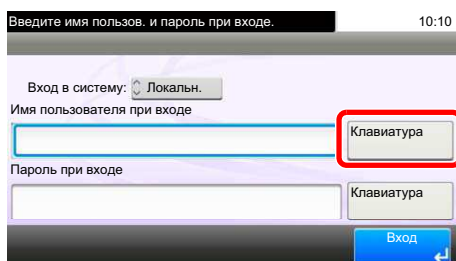 Введите имя пользов. и пароль при входе. 10:10
Вход в систему: Локальн.
Имя пользователя при входе
Клавиатура
Пароль при входе
Клавиатура
Вход